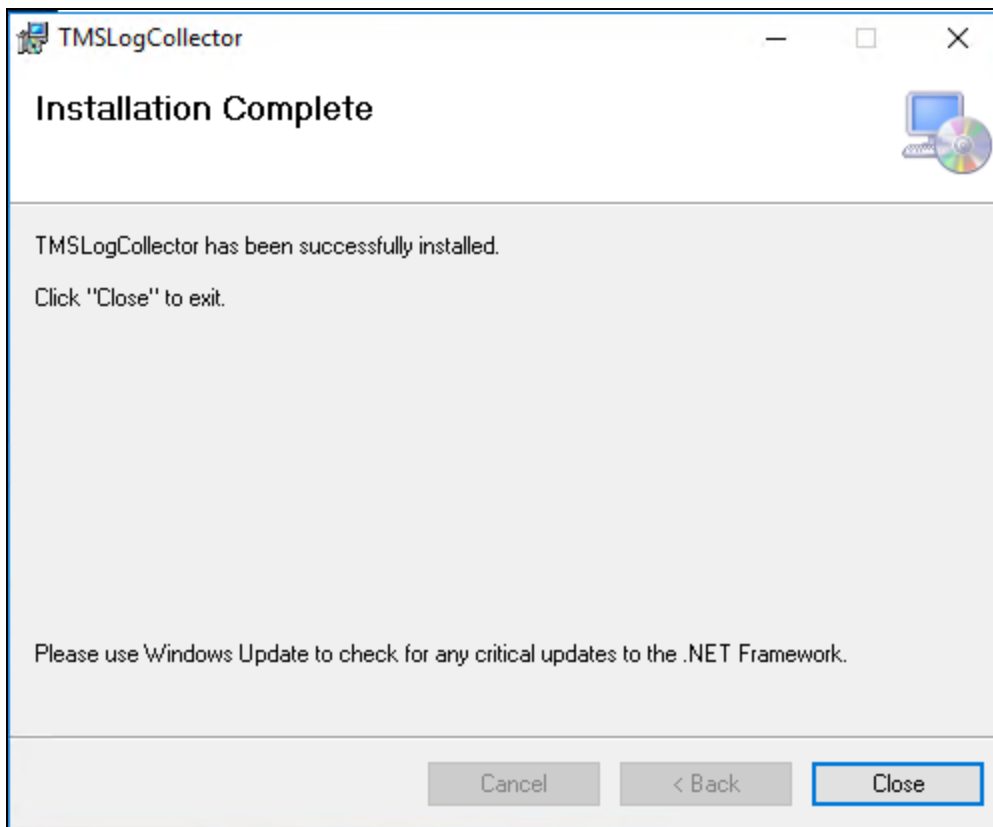 TMSLogCollector
Installation Complete
TMSLogCollector has been successfully installed.
Click "Close" to exit.
Please use Windows Update to check for any critical updates to the .NET Framework.
Cancel
< Back
Close